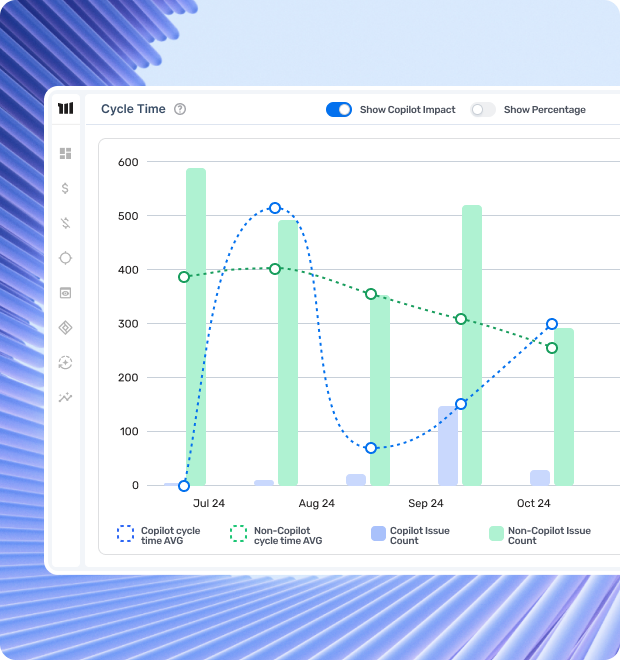 Cycle Time
Show Copilot Impact
Show Percentage
600
500
400
300
200
100
0
Jul 24
Aug 24
Sep 24
Oct 24
Copilot cycle
time AVG
Non-Copilot
cycle time AVG
Copilot Issue
Count
Non-Copilot Issue
Count